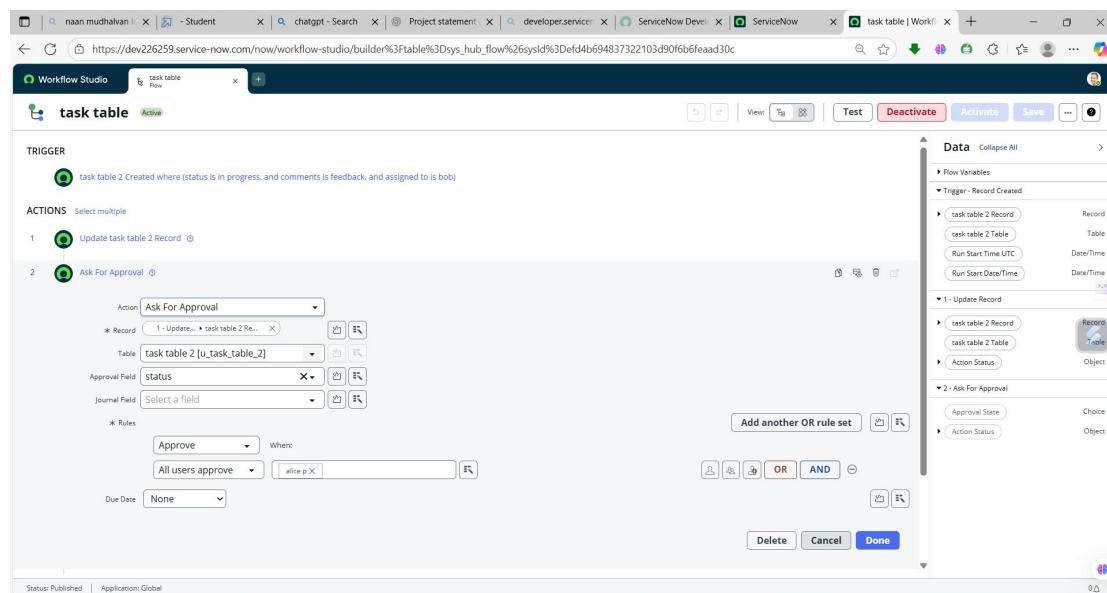 naan mudhalvan l
- Student
chatgpt - Search
Project statement
developer.servicen
ServiceNow Devel
ServiceNow
task table | Workfl
https://dev226259.service-now.com/now/workflow-studio/builder%3Ftable%3Dsys_hub_flow%26sysId%3Defd4b694837322103d90f6b6feaad30c
Workflow Studio
task table
Flow
task table Active
View:
Test
Deactivate
Activate
Save
TRIGGER
task table 2 Created where (status is in progress, and comments is feedback, and assigned to is bob)
ACTIONS Select multiple
1 Update task table 2 Record
2 Ask For Approval
Action Ask For Approval
* Record 1 - Update... ▸ task table 2 Re...
Table task table 2 [u_task_table_2]
Approval Field status
Journal Field Select a field
* Rules Add another OR rule set
Approve When:
All users approve alice p OR AND
Due Date None
Delete Cancel Done
Data Collapse All
Flow Variables
Trigger - Record Created
task table 2 Record Record
task table 2 Table Table
Run Start Time UTC Date/Time
Run Start Date/Time Date/Time
1 - Update Record
task table 2 Record Record
task table 2 Table Table
Action Status Object
2 - Ask For Approval
Approval State Choice
Action Status Object
Status: Published | Application: Global
0